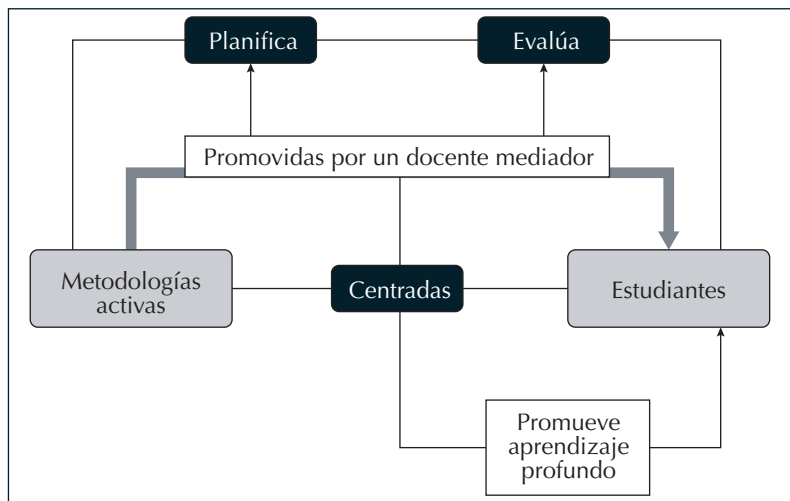 Planifica
Evalúa
Promovidas por un docente mediador
Metodologías
activas
Centradas
Estudiantes
Promueve
aprendizaje
profundo